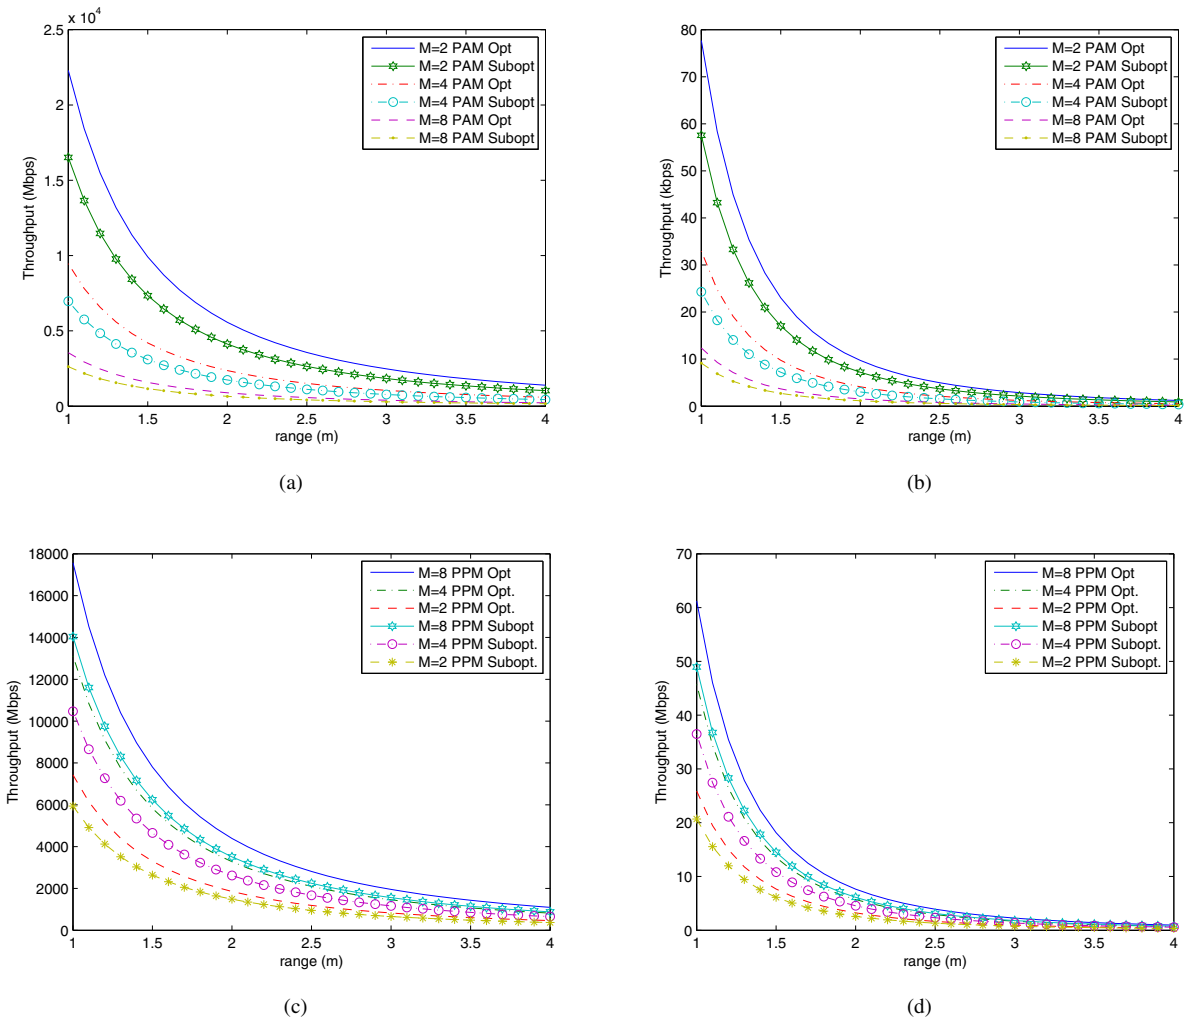 x 10^4
2.5
2
1.5
1
0.5
0
Throughput (Mbps)
M=2 PAM Opt
M=2 PAM Subopt
M=4 PAM Opt
M=4 PAM Subopt
M=8 PAM Opt
M=8 PAM Subopt
1 1.5 2 2.5 3 3.5 4
range (m)
(a)
80
70
60
50
40
30
20
10
0
Throughput (kbps)
M=2 PAM Opt
M=2 PAM Subopt
M=4 PAM Opt
M=4 PAM Subopt
M=8 PAM Opt
M=8 PAM Subopt
1 1.5 2 2.5 3 3.5 4
range (m)
(b)
18000
16000
14000
12000
10000
8000
6000
4000
2000
0
Throughput (Mbps)
M=8 PPM Opt
M=4 PPM Opt.
M=2 PPM Opt.
M=8 PPM Subopt
M=4 PPM Subopt.
M=2 PPM Subopt.
1 1.5 2 2.5 3 3.5 4
range (m)
(c)
70
60
50
40
30
20
10
0
Throughput (Mbps)
M=8 PPM Opt
M=4 PPM Opt.
M=2 PPM Opt.
M=8 PPM Subopt
M=4 PPM Subopt.
M=2 PPM Subopt.
1 1.5 2 2.5 3 3.5 4
range (m)
(d)